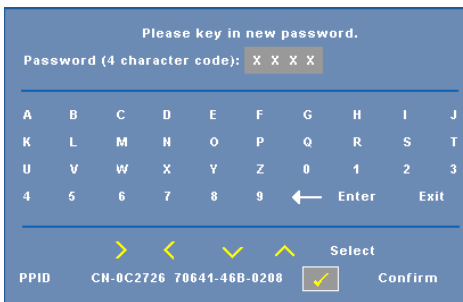 Please key in new password.
Password (4 character code): X X X X
A B C D E F G H I J
K L M N O P Q R S T
U V W X Y Z 0 1 2 3
4 5 6 7 8 9 ← Enter Exit
> < ∨ ∧ Select
PPID CN-0C2726 70641-46B-0208 ✓ Confirm